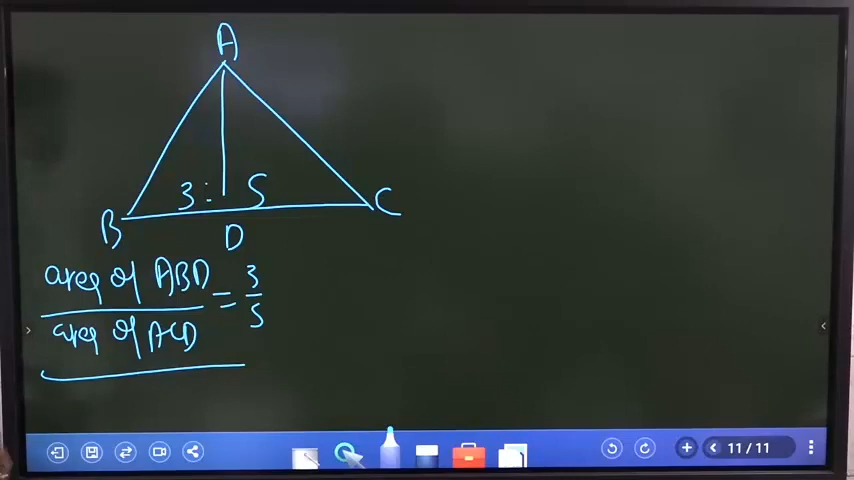 A
3 : 5
B
C
D
area of ABD
= 3/5
area of ACD
11 / 11